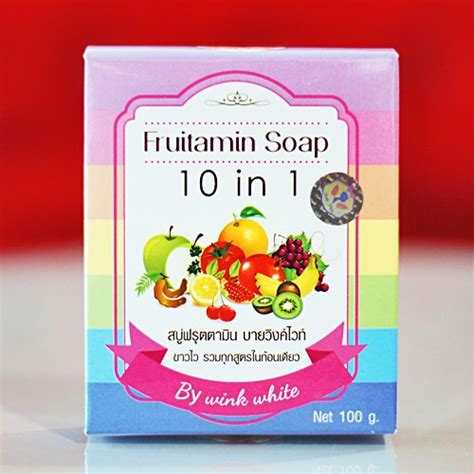 Fruitamin Soap
10 in 1
สบู่ฟรุตตามิน บายวิงค์ไวท์
ขาวไว รวมทุกสูตรในก้อนเดียว
By wink white
Net 100 g.